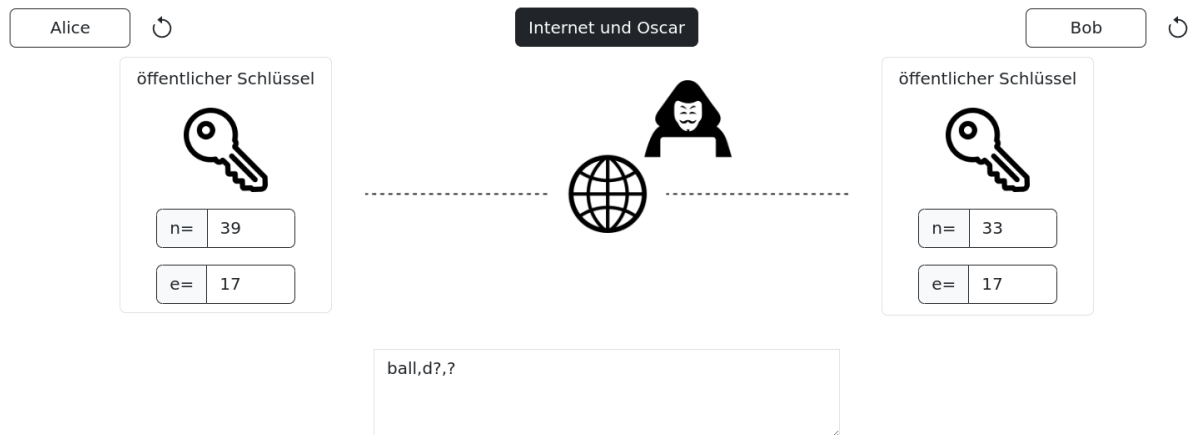 Alice
Internet und Oscar
Bob
öffentlicher Schlüssel
n= 39
e= 17
öffentlicher Schlüssel
n= 33
e= 17
ball,d?,?